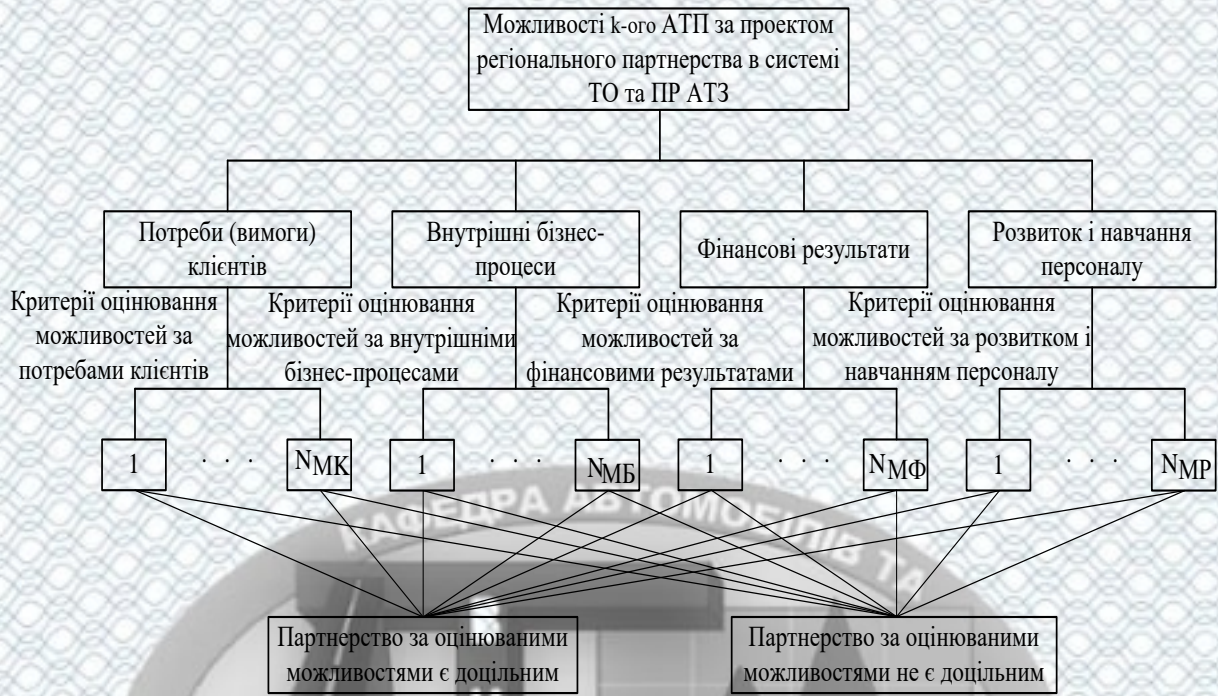 Можливості k-ого АТП за проектом
регіонального партнерства в системі
ТО та ПР АТЗ
Потреби (вимоги)
клієнтів
Внутрішні бізнес-
процеси
Фінансові результати
Розвиток і навчання
персоналу
Критерії оцінювання
можливостей за
потребами клієнтів
Критерії оцінювання
можливостей за внутрішніми
бізнес-процесами
Критерії оцінювання
можливостей за
фінансовими результатами
Критерії оцінювання
можливостей за розвитком і
навчанням персоналу
1 . . . NМК 1 . . . NМБ 1 . . . NМФ 1 . . . NМР
КАФЕДРА АВТОМОБІЛІВ ТА
Партнерство за оцінюваними
можливостями є доцільним
Партнерство за оцінюваними
можливостями не є доцільним